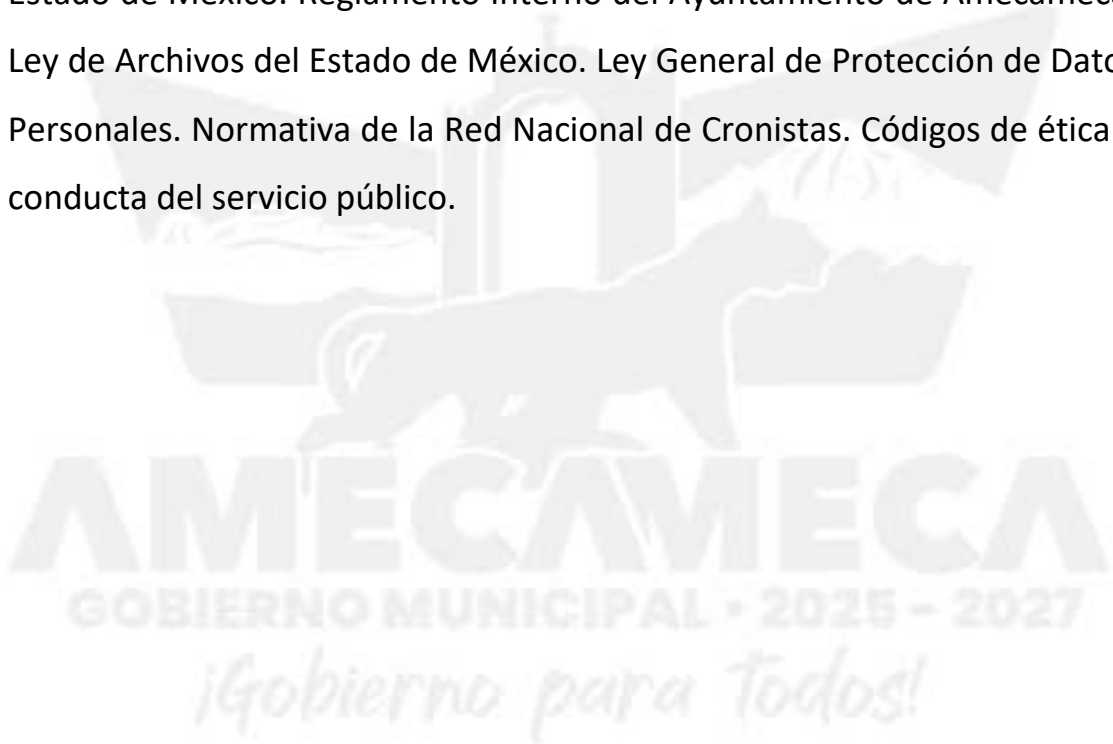 Estado de México. Reglamento Interno del Ayuntamiento de Amecameca
Ley de Archivos del Estado de México. Ley General de Protección de Dato
Personales. Normativa de la Red Nacional de Cronistas. Códigos de ética
conducta del servicio público.
AMECAMECA
GOBIERNO MUNICIPAL • 2025 – 2027
¡Gobierno para Todos!